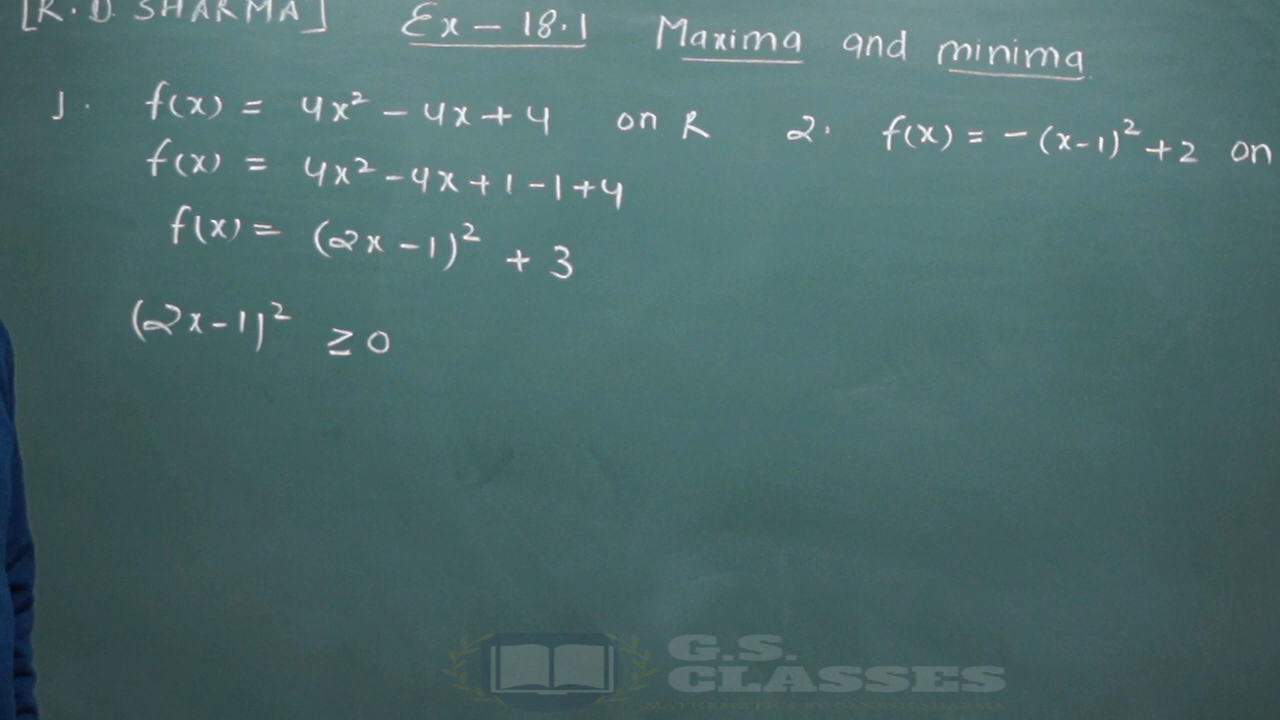 [R.D. SHARMA] Ex - 18.1 Maxima and minima
1. f(x) = 4x² - 4x + 4 on R
f(x) = 4x² - 4x + 1 - 1 + 4
f(x) = (2x - 1)² + 3
(2x - 1)² ≥ 0
2. f(x) = - (x-1)² + 2 on
G.S.
CLASSES